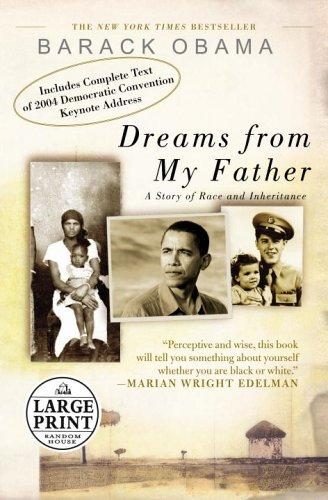 THE NEW YORK TIMES BESTSELLER
BARACK OBAMA
Includes Complete Text
of 2004 Democratic Convention
Keynote Address
Dreams from
My Father
A Story of Race and Inheritance
“Perceptive and wise, this book
will tell you something about yourself
whether you are black or white.”
—MARIAN WRIGHT EDELMAN
LARGE
PRINT
RANDOM
HOUSE